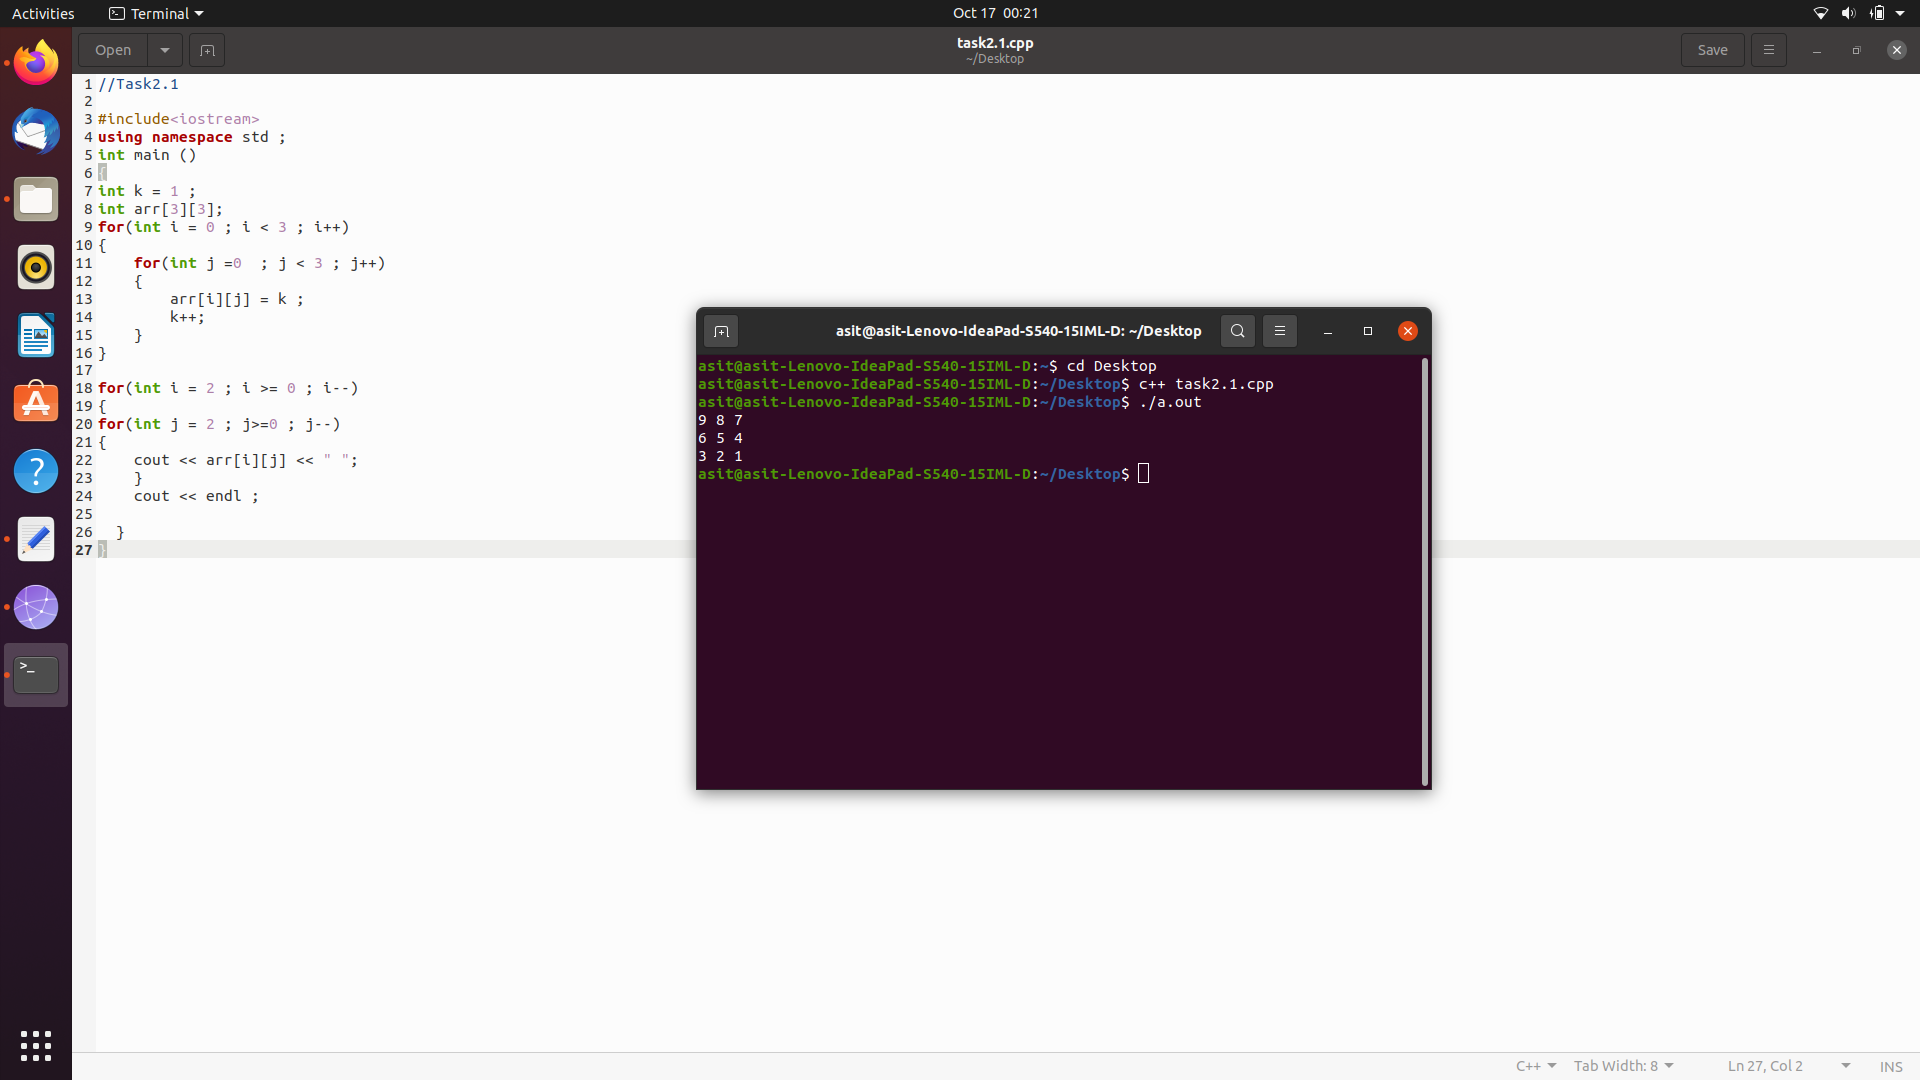 Activities Terminal Oct 17 00:21
Open task2.1.cpp Save
~/Desktop
1 //Task2.1
2
3 #include<iostream>
4 using namespace std ;
5 int main ()
6 {
7 int k = 1 ;
8 int arr[3][3];
9 for(int i = 0 ; i < 3 ; i++)
10 {
11     for(int j =0  ; j < 3 ; j++)
12     {
13         arr[i][j] = k ;
14         k++;
15     }
16 }
17
18 for(int i = 2 ; i >= 0 ; i--)
19 {
20 for(int j = 2 ; j>=0 ; j--)
21 {
22     cout << arr[i][j] << " ";
23     }
24     cout << endl ;
25
26   }
27 }
asit@asit-Lenovo-IdeaPad-S540-15IML-D: ~/Desktop
asit@asit-Lenovo-IdeaPad-S540-15IML-D:~$ cd Desktop
asit@asit-Lenovo-IdeaPad-S540-15IML-D:~/Desktop$ c++ task2.1.cpp
asit@asit-Lenovo-IdeaPad-S540-15IML-D:~/Desktop$ ./a.out
9 8 7
6 5 4
3 2 1
asit@asit-Lenovo-IdeaPad-S540-15IML-D:~/Desktop$
C++ Tab Width: 8 Ln 27, Col 2 INS